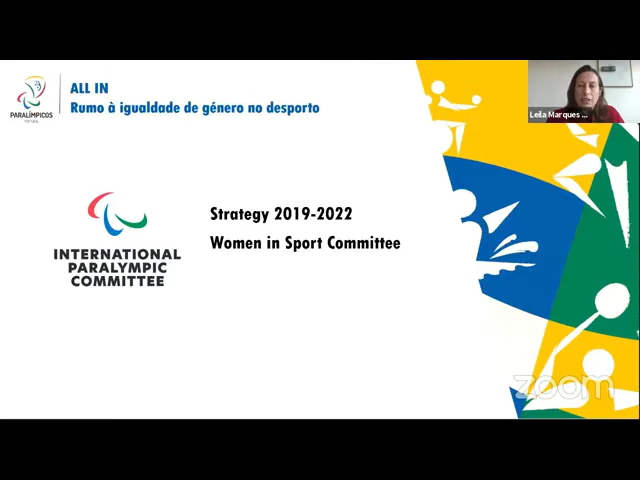 ALL IN
Rumo à igualdade de género no desporto
PARALÍMPICOS
PORTUGAL
Leila Marques ...
Strategy 2019-2022
Women in Sport Committee
INTERNATIONAL
PARALYMPIC
COMMITTEE
zoom